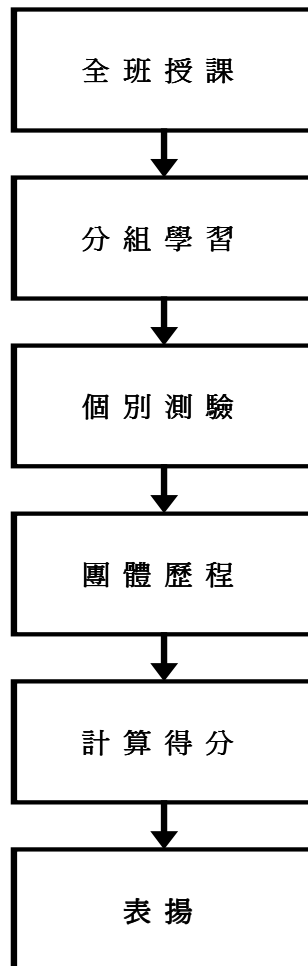 全班授課
分組學習
個別測驗
團體歷程
計算得分
表揚